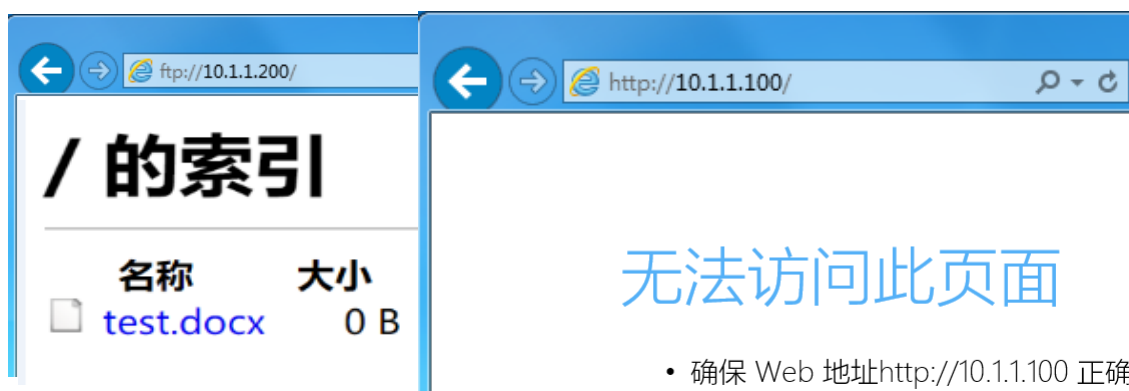 ftp://10.1.1.200/
/ 的索引
名称 大小
test.docx 0 B
http://10.1.1.100/
无法访问此页面
• 确保 Web 地址http://10.1.1.100 正确